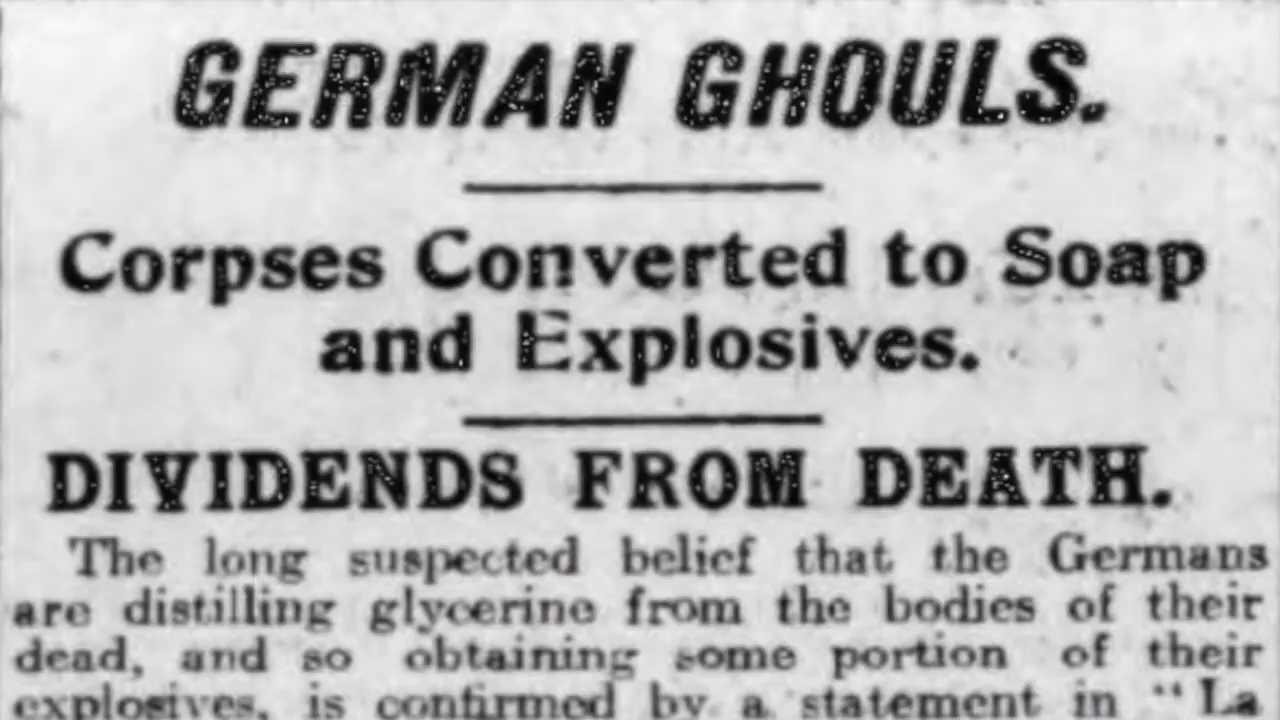 GERMAN GHOULS.
Corpses Converted to Soap
and Explosives.
DIVIDENDS FROM DEATH.
The long suspected belief that the Germans
are distilling glycerine from the bodies of their
dead, and so obtaining some portion of their
explosives, is confirmed by a statement in "La